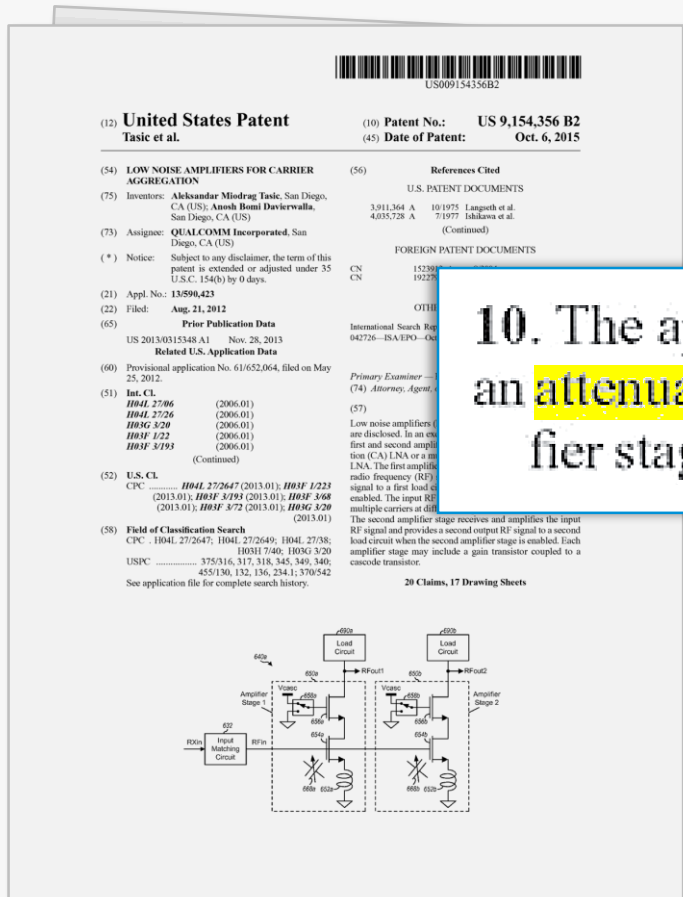 US009154356B2
(12) United States Patent
Tasic et al.
(10) Patent No.: US 9,154,356 B2
(45) Date of Patent: Oct. 6, 2015
(54) LOW NOISE AMPLIFIERS FOR CARRIER
AGGREGATION
(75) Inventors: Aleksandar Miodrag Tasic, San Diego,
CA (US); Anosh Bomi Davierwalla,
San Diego, CA (US)
(73) Assignee: QUALCOMM Incorporated, San
Diego, CA (US)
( * ) Notice: Subject to any disclaimer, the term of this
patent is extended or adjusted under 35
U.S.C. 154(b) by 0 days.
(21) Appl. No.: 13/590,423
(22) Filed: Aug. 21, 2012
(65) Prior Publication Data
US 2013/0315348 A1 Nov. 28, 2013
Related U.S. Application Data
(60) Provisional application No. 61/652,064, filed on May
25, 2012.
(51) Int. Cl.
H04L 27/06 (2006.01)
H04L 27/26 (2006.01)
H03G 3/20 (2006.01)
H03F 1/22 (2006.01)
H03F 3/193 (2006.01)
(Continued)
(52) U.S. Cl.
CPC ............ H04L 27/2647 (2013.01); H03F 1/223
(2013.01); H03F 3/193 (2013.01); H03F 3/68
(2013.01); H03F 3/72 (2013.01); H03G 3/20
(2013.01)
(58) Field of Classification Search
CPC . H04L 27/2647; H04L 27/2649; H04L 27/38;
H03H 7/40; H03G 3/20
USPC .................. 375/316, 317, 318, 345, 349, 340;
455/130, 132, 136, 234.1; 370/542
See application file for complete search history.
(56) References Cited
U.S. PATENT DOCUMENTS
3,911,364 A 10/1975 Langseth et al.
4,035,728 A 7/1977 Ishikawa et al.
(Continued)
FOREIGN PATENT DOCUMENTS
CN
CN
International Search
042726—ISA/EPO—
Primary Examiner —
(74) Attorney, Agent,
(57)
Low noise amplifiers
are disclosed. In an
first and second
tion (CA) LNA or a
LNA. The first
radio frequency (RF)
signal to a first load
enabled. The input RF
multiple carriers at
The second amplifier stage receives and amplifies the input
RF signal and provides a second output RF signal to a second
load circuit when the second amplifier stage is enabled. Each
amplifier stage may include a gain transistor coupled to a
cascode transistor.
20 Claims, 17 Drawing Sheets
10. The
an attenua
fier stag
690a 690b
Load Circuit Load Circuit
640a
650a RFout1 650b RFout2
Vcasc 658a Vcasc 658b
Amplifier Stage 1 Amplifier Stage 2
656a 656b
632 654a 654b
RXin Input Matching Circuit RFin
668a 652a 668b 652b